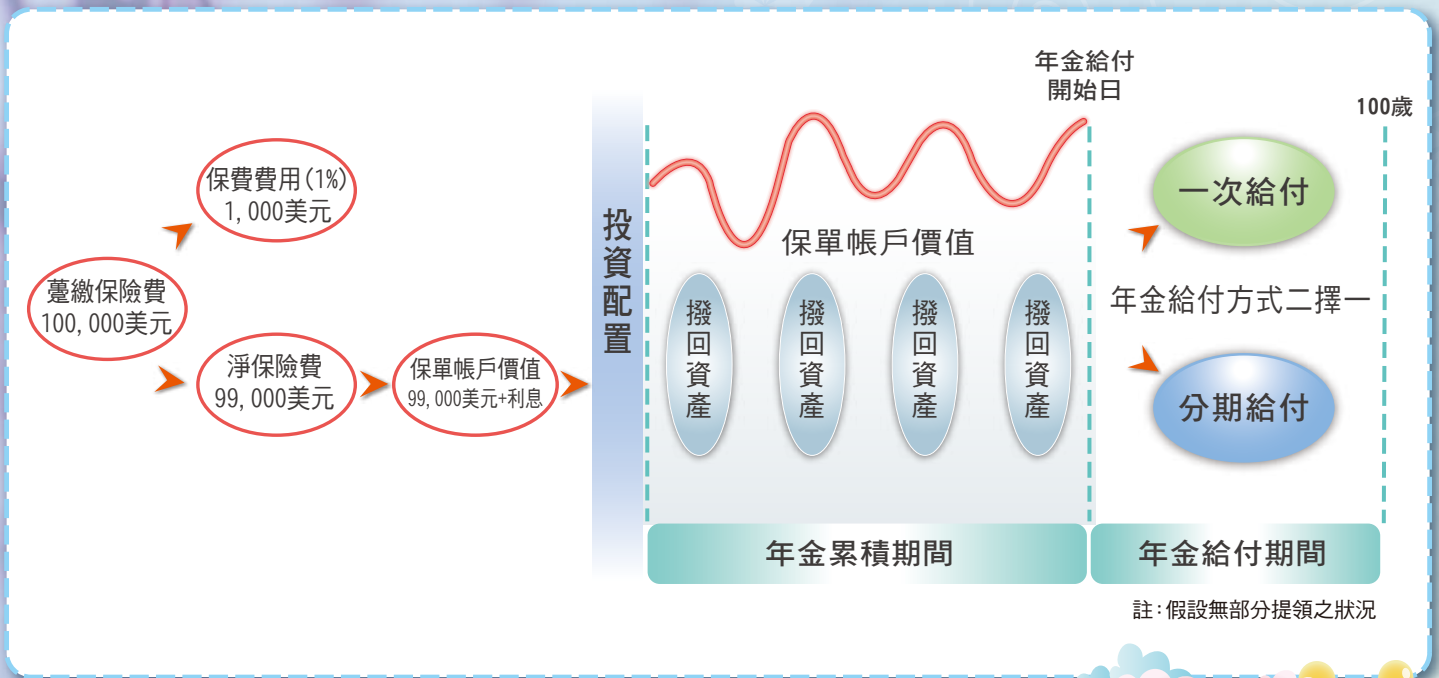 保費費用(1%)
1,000美元
躉繳保險費
100,000美元
淨保險費
99,000美元
保單帳戶價值
99,000美元+利息
投資配置
年金給付
開始日
100歲
保單帳戶價值
撥回資產
撥回資產
撥回資產
撥回資產
一次給付
年金給付方式二擇一
分期給付
年金累積期間
年金給付期間
註:假設無部分提領之狀況